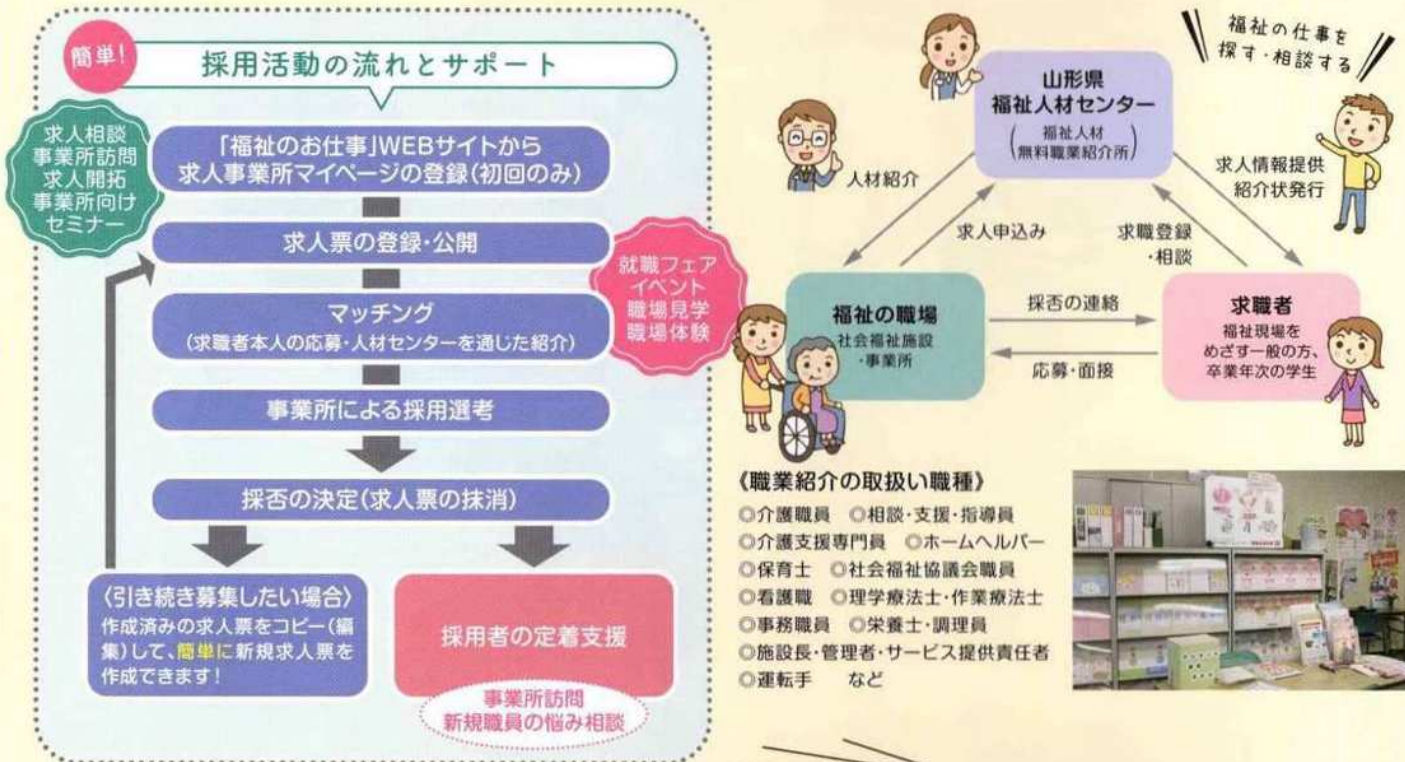 簡単!
採用活動の流れとサポート
求人相談
事業所訪問
求人開拓
事業所向け
セミナー
「福祉のお仕事」WEBサイトから
求人事業所マイページの登録(初回のみ)
求人票の登録・公開
就職フェア
イベント
職場見学
職場体験
マッチング
(求職者本人の応募・人材センターを通じた紹介)
事業所による採用選考
採否の決定(求人票の抹消)
〈引き続き募集したい場合〉
作成済みの求人票をコピー(編
集)して、簡単に新規求人票を
作成できます!
採用者の定着支援
事業所訪問
新規職員の悩み相談
福祉の仕事を
探す・相談する
山形県
福祉人材センター
(福祉人材
無料職業紹介所)
人材紹介
求人情報提供
紹介状発行
求人申込み
求職登録
・相談
福祉の職場
社会福祉施設
・事業所
採否の連絡
応募・面接
求職者
福祉現場を
めざす一般の方、
卒業年次の学生
《職業紹介の取扱い職種》
◎介護職員 ◎相談・支援・指導員
◎介護支援専門員 ◎ホームヘルパー
◎保育士 ◎社会福祉協議会職員
◎看護職 ◎理学療法士・作業療法士
◎事務職員 ◎栄養士・調理員
◎施設長・管理者・サービス提供責任者
◎運転手 など